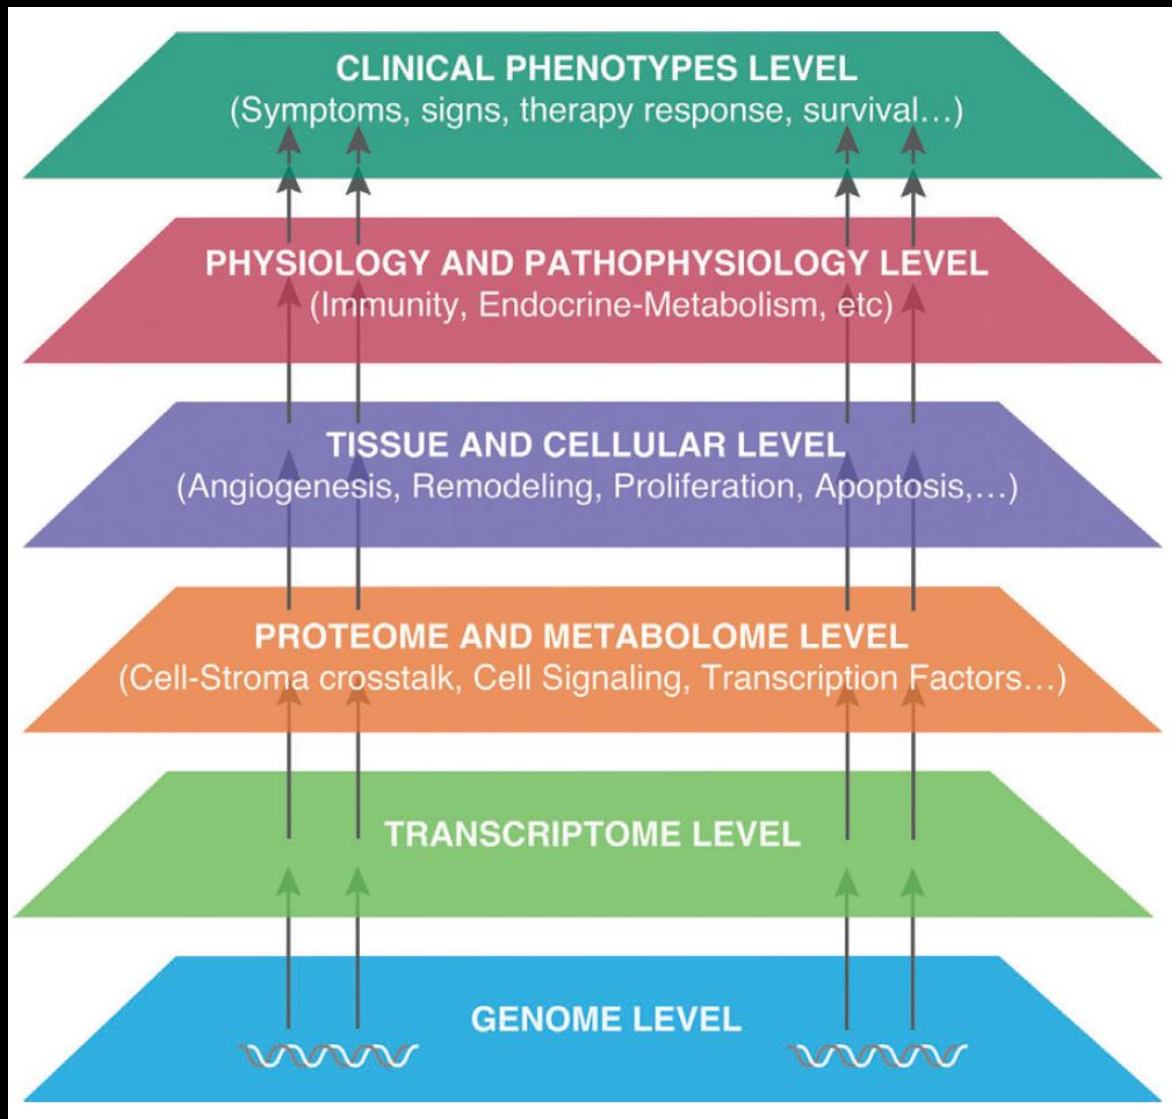 CLINICAL PHENOTYPES LEVEL
(Symptoms, signs, therapy response, survival…)
PHYSIOLOGY AND PATHOPHYSIOLOGY LEVEL
(Immunity, Endocrine-Metabolism, etc)
TISSUE AND CELLULAR LEVEL
(Angiogenesis, Remodeling, Proliferation, Apoptosis,…)
PROTEOME AND METABOLOME LEVEL
(Cell-Stroma crosstalk, Cell Signaling, Transcription Factors…)
TRANSCRIPTOME LEVEL
GENOME LEVEL